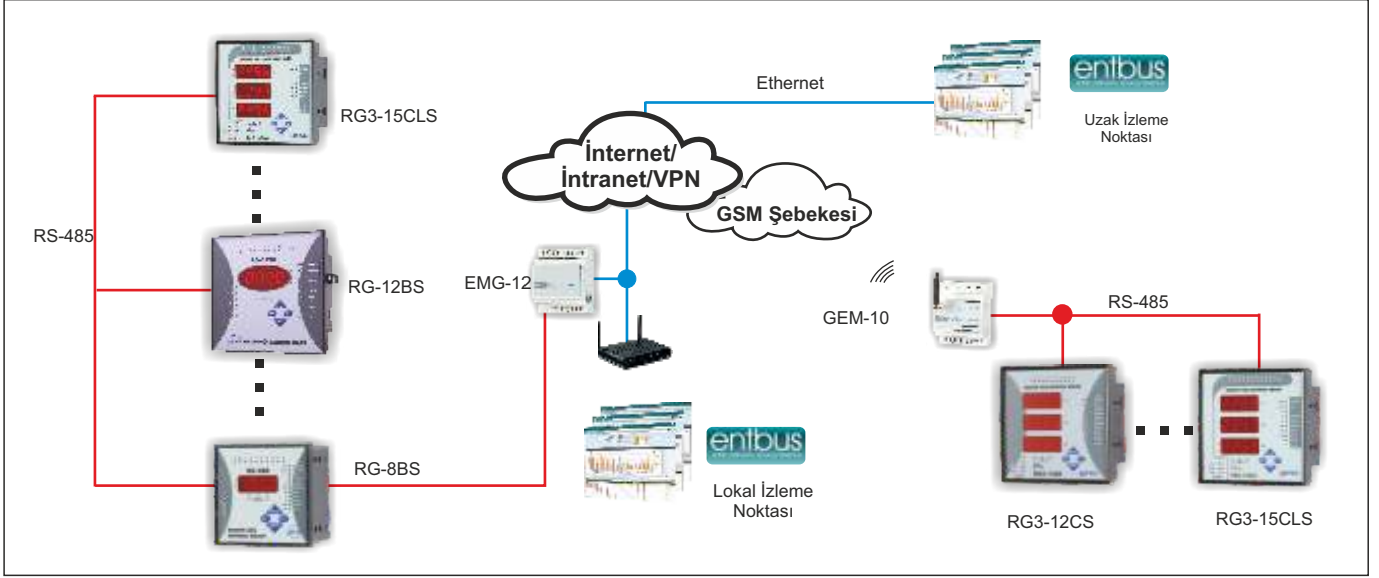 RG3-15CLS
RS-485
RG-12BS
RG-8BS
EMG-12
İnternet/
İntranet/VPN
GSM Şebekesi
Ethernet
entbus
Uzak İzleme
Noktası
entbus
Lokal İzleme
Noktası
GEM-10
RS-485
RG3-12CS
RG3-15CLS